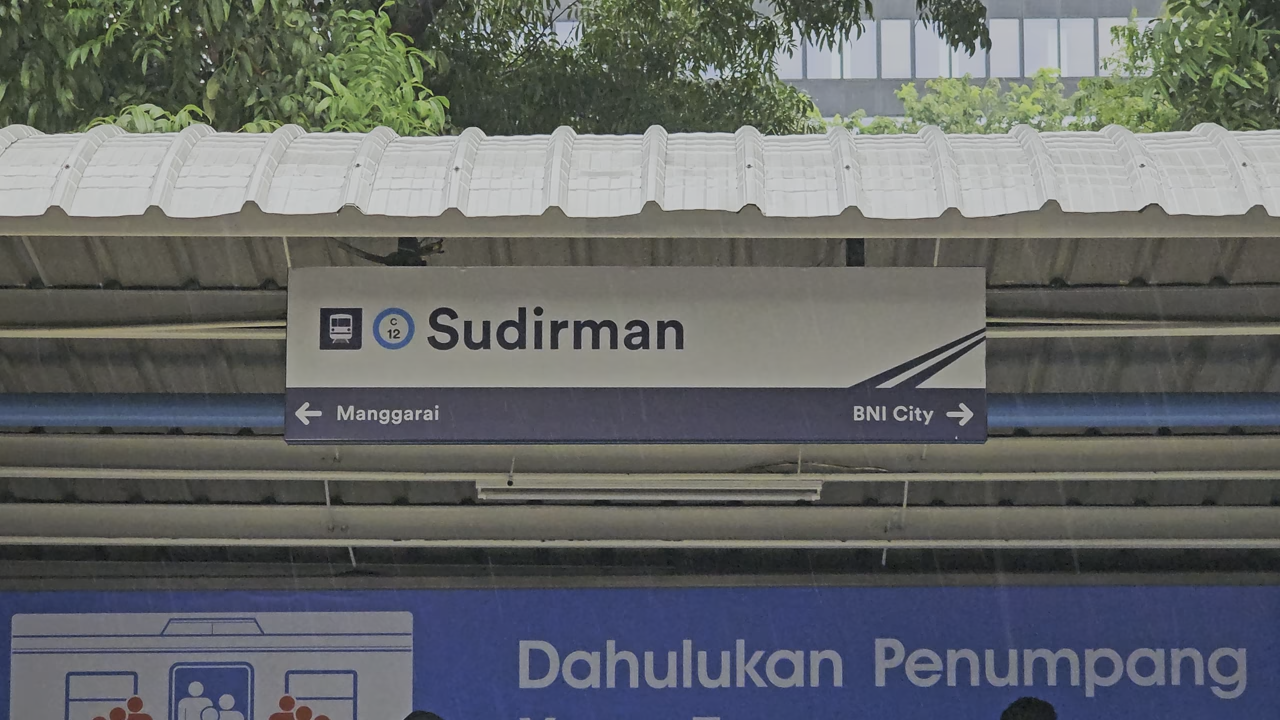 C
12
Sudirman
← Manggarai
BNI City →
Dahulukan Penumpang